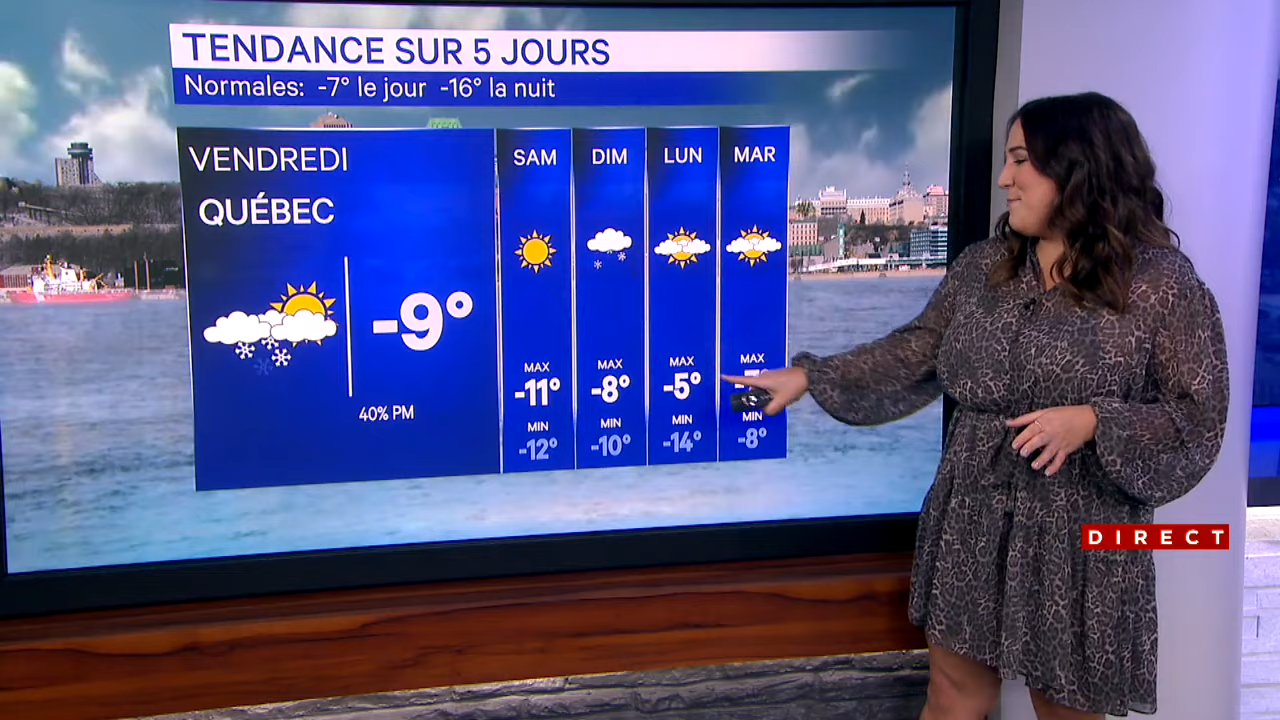 TENDANCE SUR 5 JOURS
Normales: -7° le jour -16° la nuit
VENDREDI
QUÉBEC
-9°
40% PM
SAM
MAX
-11°
MIN
-12°
DIM
MAX
-8°
MIN
-10°
LUN
MAX
-5°
MIN
-14°
MAR
MAX
MIN
-8°
DIRECT